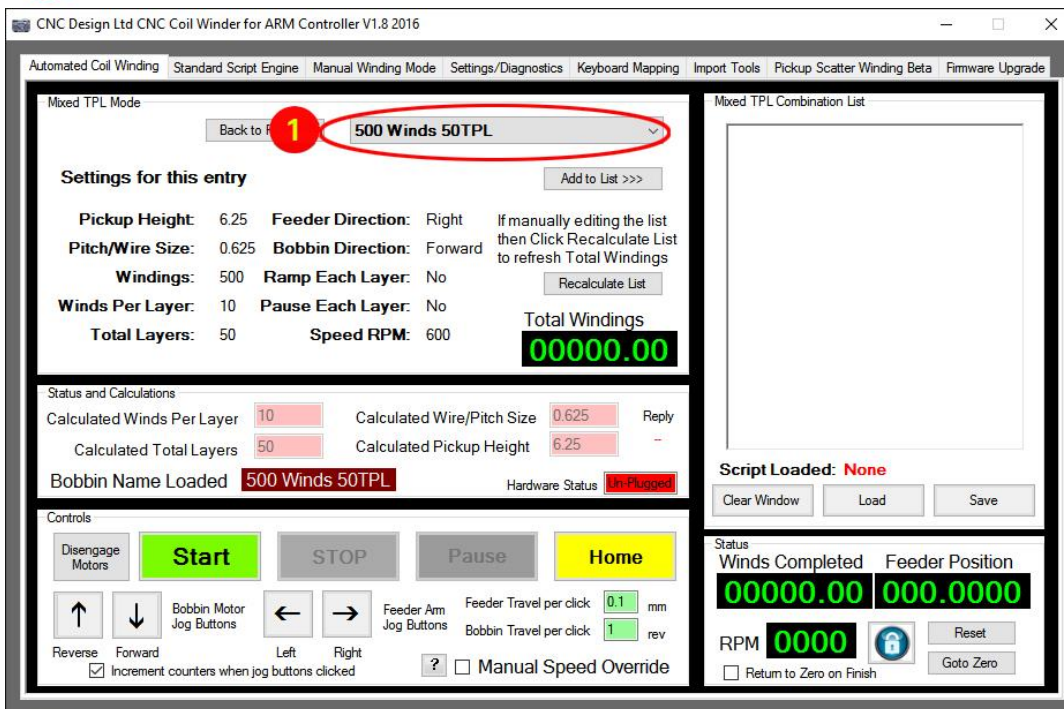 CNC Design Ltd CNC Coil Winder for ARM Controller V1.8 2016
Automated Coil Winding Standard Script Engine Manual Winding Mode Settings/Diagnostics Keyboard Mapping Import Tools Pickup Scatter Winding Beta Firmware Upgrade
Mixed TPL Mode
Back to
1
500 Winds 50TPL
Settings for this entry
Add to List >>>
Pickup Height: 6.25 Feeder Direction: Right
Pitch/Wire Size: 0.625 Bobbin Direction: Forward
Windings: 500 Ramp Each Layer: No
Winds Per Layer: 10 Pause Each Layer: No
Total Layers: 50 Speed RPM: 600
If manually editing the list
then Click Recalculate List
to refresh Total Windings
Recalculate List
Total Windings
00000.00
Status and Calculations
Calculated Winds Per Layer 10 Calculated Wire/Pitch Size 0.625 Reply
Calculated Total Layers 50 Calculated Pickup Height 6.25 --
Bobbin Name Loaded 500 Winds 50TPL Hardware Status Un-Plugged
Controls
Disengage
Motors
Start STOP Pause Home
↑ ↓ Bobbin Motor
Jog Buttons
← → Feeder Arm
Jog Buttons
Feeder Travel per click 0.1 mm
Bobbin Travel per click 1 rev
Reverse Forward Left Right
Increment counters when jog buttons clicked
? Manual Speed Override
Mixed TPL Combination List
Script Loaded: None
Clear Window Load Save
Status
Winds Completed Feeder Position
00000.00 000.0000
RPM 0000
Reset
Goto Zero
Return to Zero on Finish